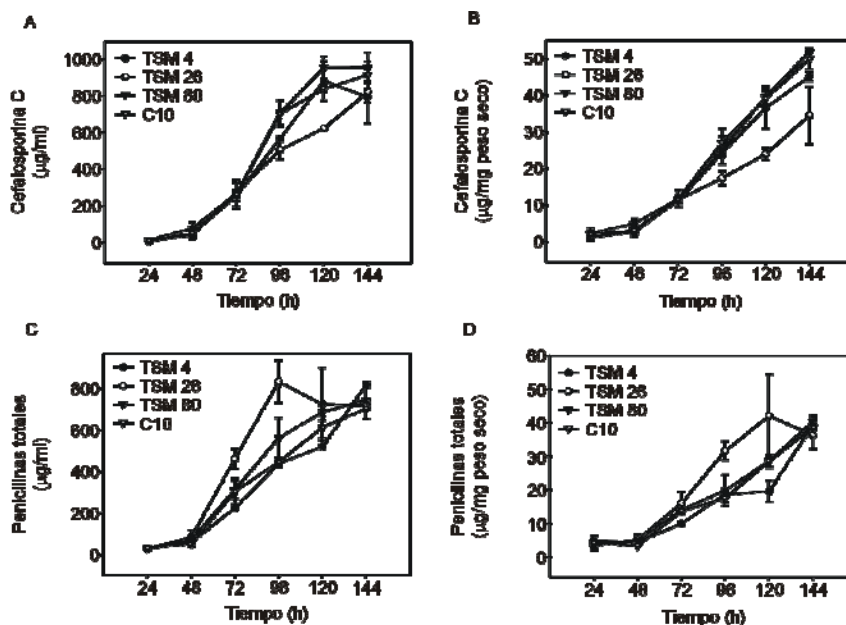 A
Cefalosporina C
(µg/ml)
1000
800
600
400
200
0
TSM 4
TSM 26
TSM 80
C10
24 48 72 96 120 144
Tiempo (h)
B
Cefalosporina C
(µg/mg peso seco)
50
40
30
20
10
0
TSM 4
TSM 26
TSM 80
C10
24 48 72 96 120 144
Tiempo (h)
C
Penicilinas totales
(µg/ml)
800
600
400
200
0
TSM 4
TSM 26
TSM 80
C10
24 48 72 96 120 144
Tiempo (h)
D
Penicilinas totales
(µg/mg peso seco)
60
50
40
30
20
10
0
TSM 4
TSM 26
TSM 80
C10
24 48 72 96 120 144
Tiempo (h)